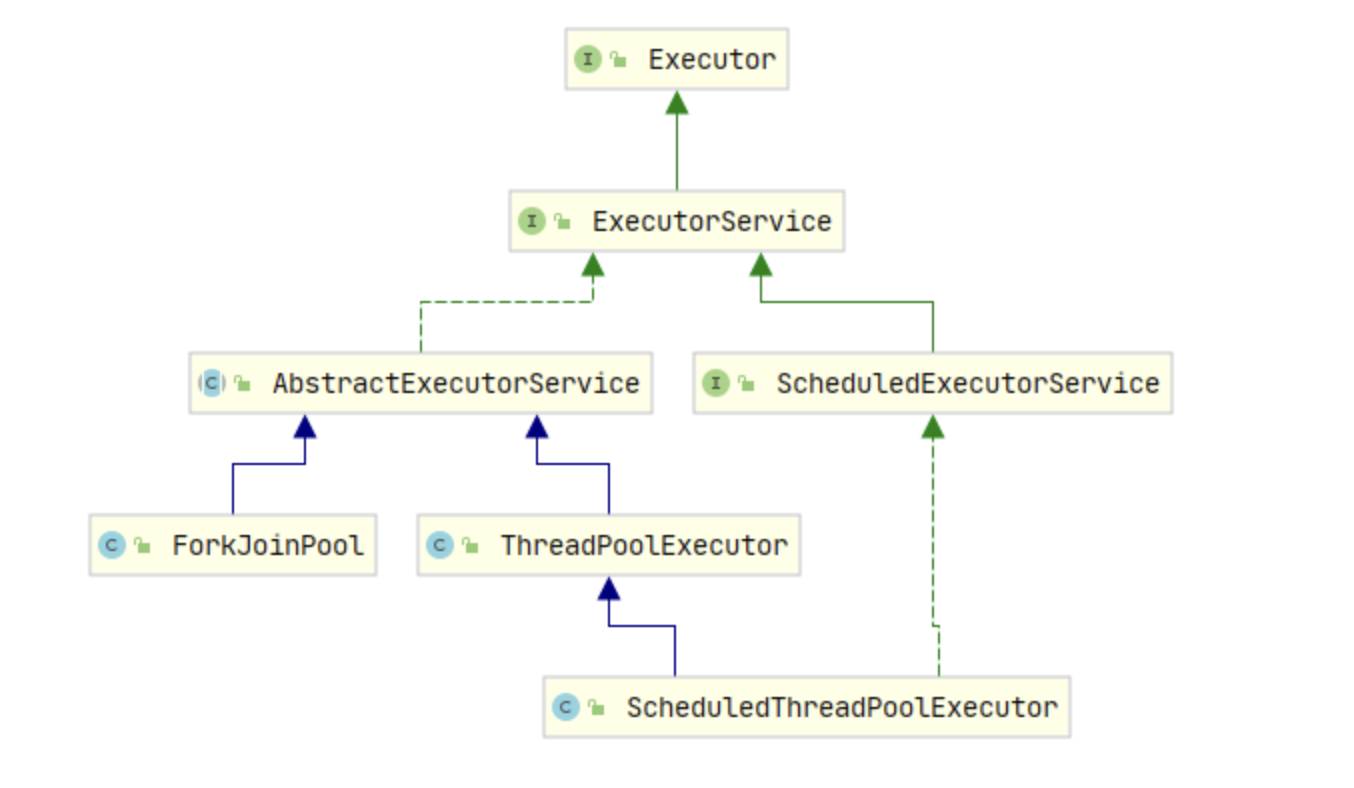 I Executor
I ExecutorService
C AbstractExecutorService
I ScheduledExecutorService
C ForkJoinPool
C ThreadPoolExecutor
C ScheduledThreadPoolExecutor